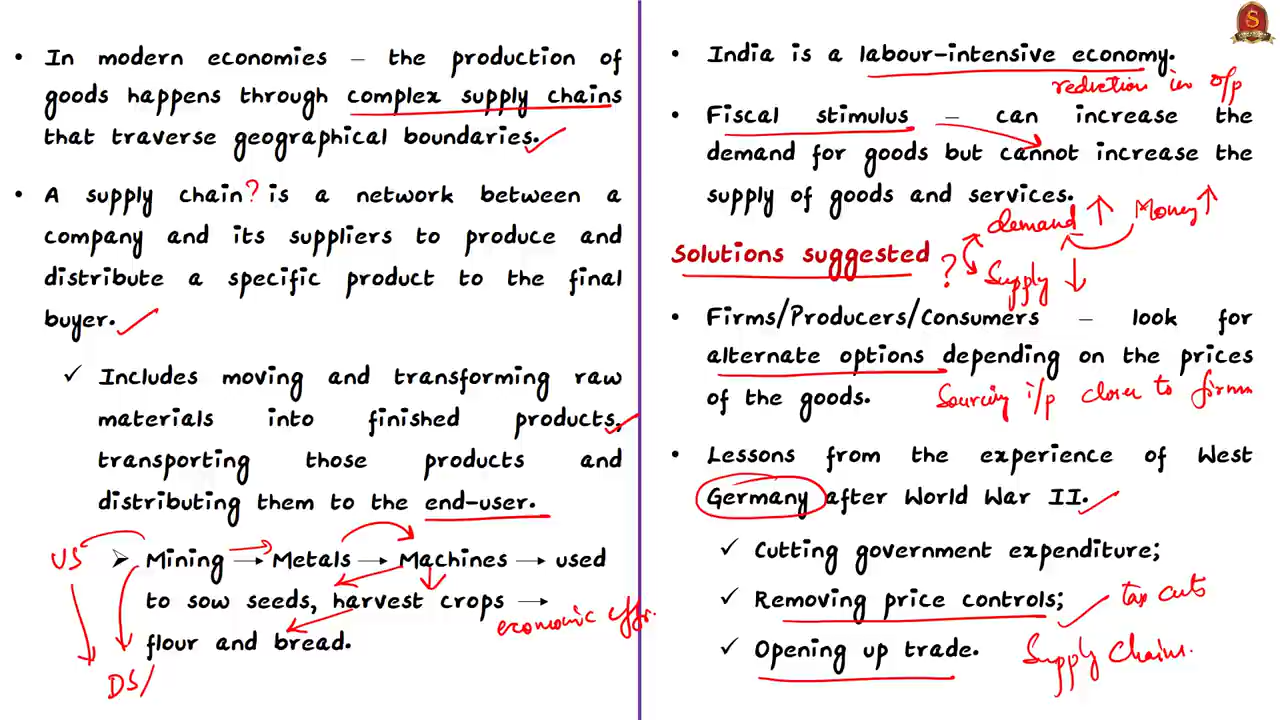 • In modern economies – the production of
goods happens through complex supply chains
that traverse geographical boundaries.
• A supply chain? is a network between a
company and its suppliers to produce and
distribute a specific product to the final
buyer.
✓ Includes moving and transforming raw
materials into finished products,
transporting those products and
distributing them to the end-user.
US ➤ Mining → Metals → Machines → used
to sow seeds, harvest crops →
economic
flour and bread.
DS/
• India is a labour-intensive economy.
reduction in o/p
• Fiscal stimulus – can increase the
demand for goods but cannot increase the
supply of goods and services.
demand ↑ Money ↑
Solutions suggested ?
Supply ↓
• Firms/Producers/Consumers – look for
alternate options depending on the prices
of the goods.
Sourcing i/p closer to firms
• Lessons from the experience of West
Germany after World War II.
✓ Cutting government expenditure;
✓ Removing price controls; tax cuts
✓ Opening up trade. Supply Chains.